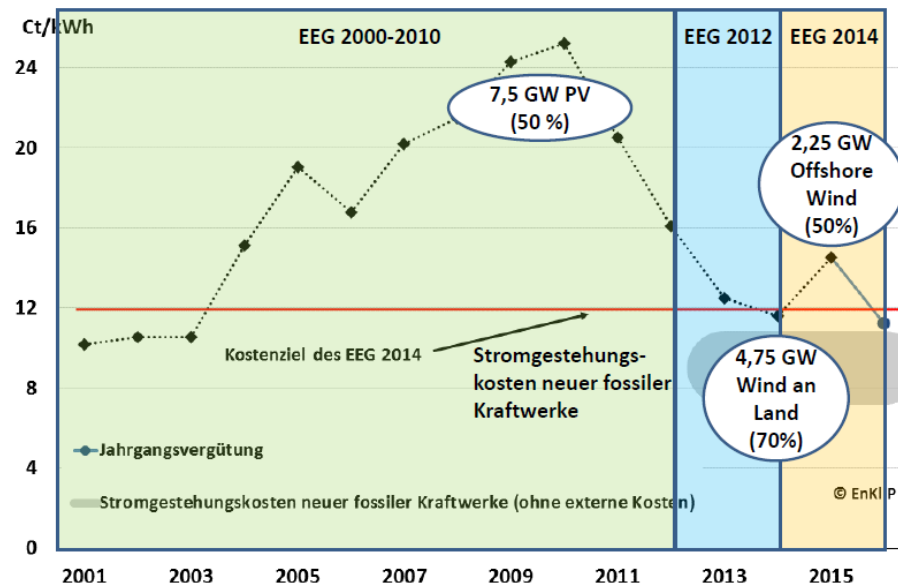 Ct/kWh
EEG 2000-2010
EEG 2012
EEG 2014
24
20
16
12
8
4
0
7,5 GW PV
(50 %)
2,25 GW
Offshore
Wind
(50%)
Kostenziel des EEG 2014
Stromgestehungs-
kosten neuer fossiler
Kraftwerke
4,75 GW
Wind an
Land
(70%)
Jahrgangsvergütung
Stromgestehungskosten neuer fossiler Kraftwerke (ohne externe Kosten)
© EnKl P
2001
2003
2005
2007
2009
2011
2013
2015